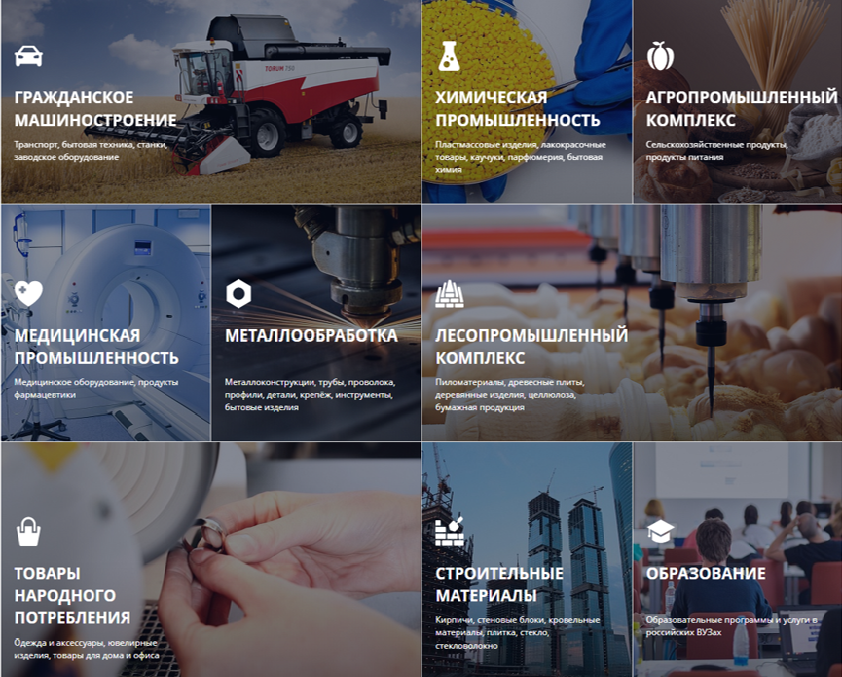 TORUM 750
ГРАЖДАНСКОЕ
МАШИНОСТРОЕНИЕ
Транспорт, бытовая техника, станки,
заводское оборудование
ХИМИЧЕСКАЯ
ПРОМЫШЛЕННОСТЬ
Пластмассовые изделия, лакокрасочные
товары, каучуки, парфюмерия, бытовая
химия
АГРОПРОМЫШЛЕННЫЙ
КОМПЛЕКС
Сельскохозяйственные продукты,
продукты питания
МЕДИЦИНСКАЯ
ПРОМЫШЛЕННОСТЬ
Медицинское оборудование, продукты
фармацевтики
МЕТАЛЛООБРАБОТКА
Металлоконструкции, трубы, проволока,
профили, детали, крепёж, инструменты,
бытовые изделия
ЛЕСОПРОМЫШЛЕННЫЙ
КОМПЛЕКС
Пиломатериалы, древесные плиты,
деревянные изделия, целлюлоза,
бумажная продукция
ТОВАРЫ
НАРОДНОГО
ПОТРЕБЛЕНИЯ
Одежда и аксессуары, ювелирные
изделия, товары для дома и офиса
СТРОИТЕЛЬНЫЕ
МАТЕРИАЛЫ
Кирпичи, стеновые блоки, кровельные
материалы, плитка, стекло,
стекловолокно
ОБРАЗОВАНИЕ
Образовательные программы и услуги в
российских ВУЗах